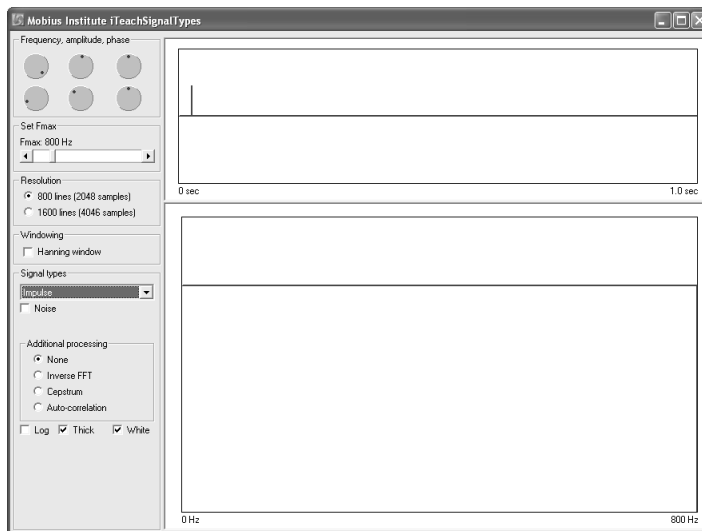 Mobius Institute iTeachSignalTypes
Frequency, amplitude, phase
Set Fmax
Fmax: 800 Hz
Resolution
800 lines (2048 samples)
1600 lines (4046 samples)
Windowing
Hanning window
Signal types
Impulse
Noise
Additional processing
None
Inverse FFT
Cepstrum
Auto-correlation
Log Thick White
0 sec 1.0 sec
0 Hz 800 Hz